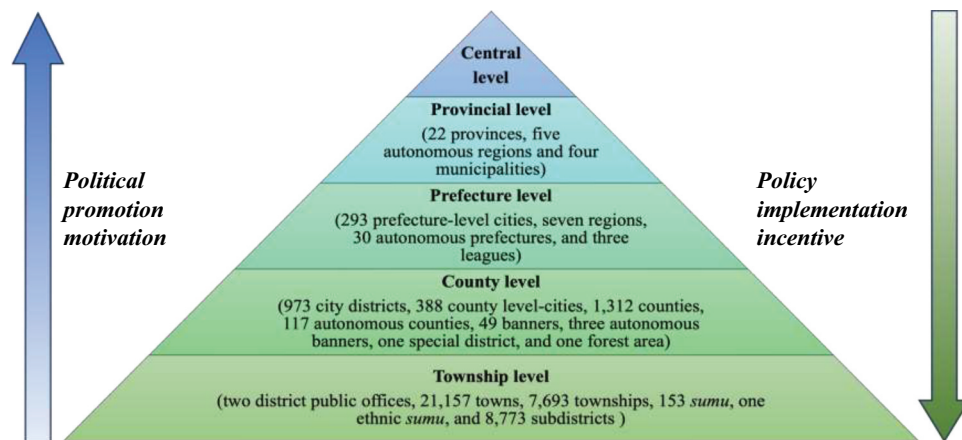 Central
level
Provincial level
(22 provinces, five
autonomous regions and four
municipalities)
Political
promotion
motivation
Prefecture level
(293 prefecture-level cities, seven regions,
30 autonomous prefectures, and three
leagues)
Policy
implementation
incentive
County level
(973 city districts, 388 county level-cities, 1,312 counties,
117 autonomous counties, 49 banners, three autonomous
banners, one special district, and one forest area)
Township level
(two district public offices, 21,157 towns, 7,693 townships, 153 sumu, one
ethnic sumu, and 8,773 subdistricts )